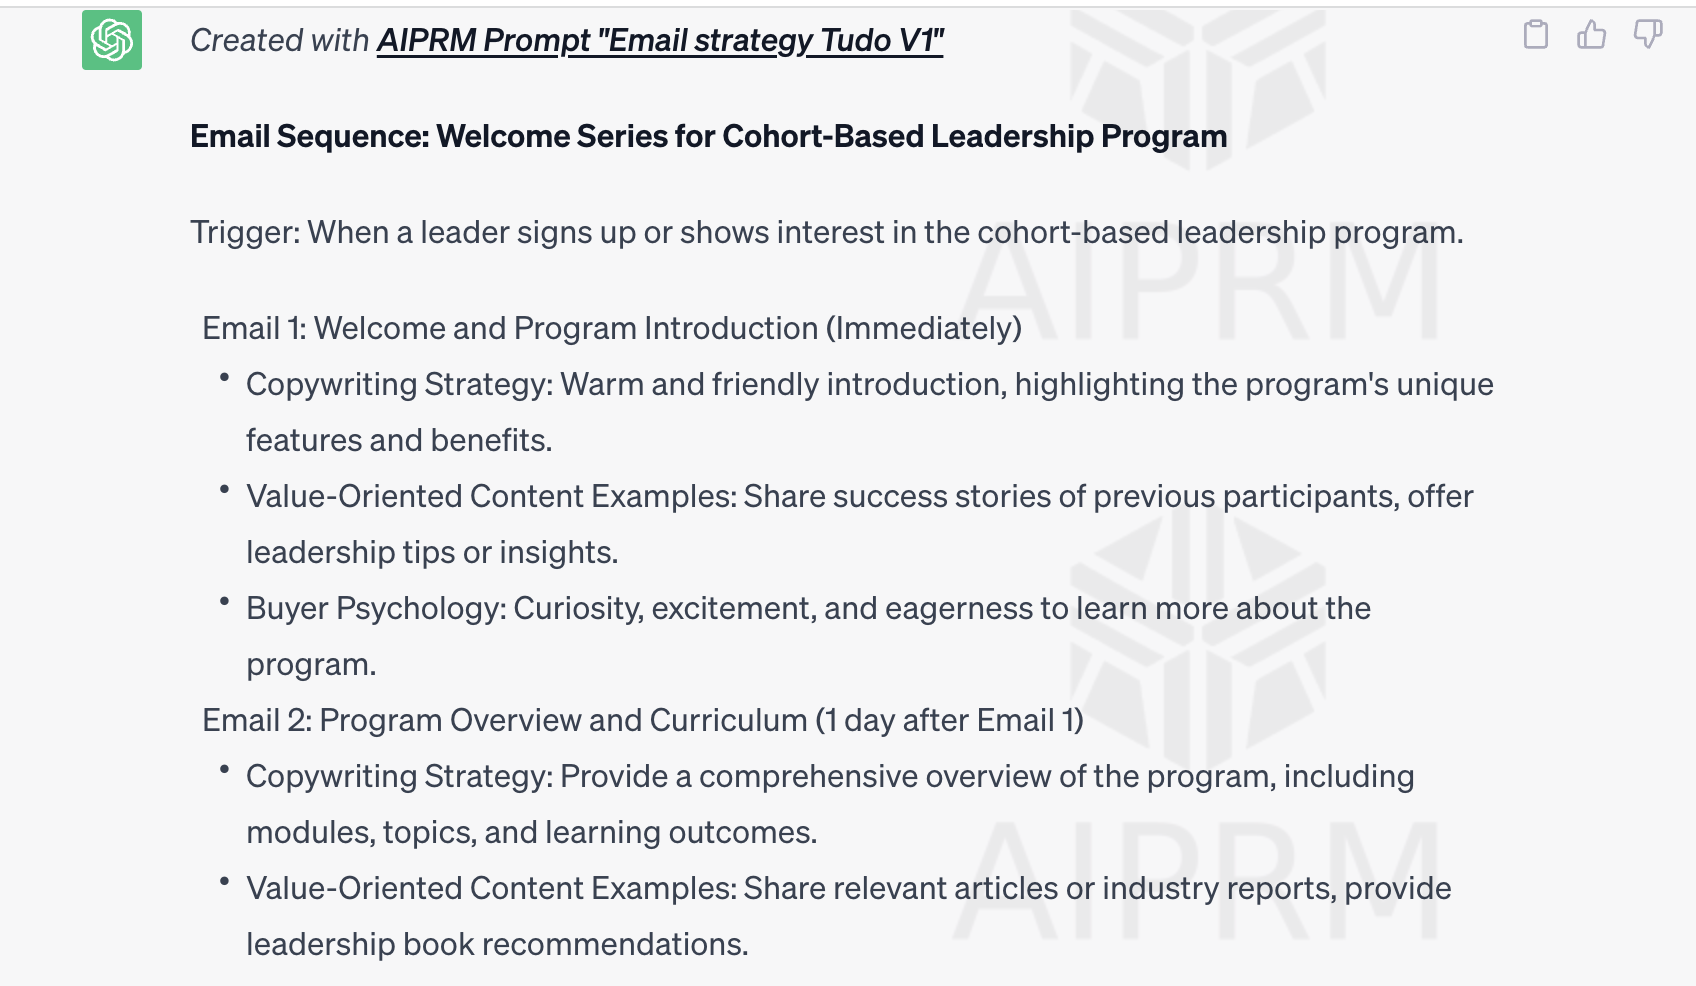 Created with AIPRM Prompt "Email strategy Tudo V1"
Email Sequence: Welcome Series for Cohort-Based Leadership Program
Trigger: When a leader signs up or shows interest in the cohort-based leadership program.
AIPRM
Email 1: Welcome and Program Introduction (Immediately)
• Copywriting Strategy: Warm and friendly introduction, highlighting the program's unique
features and benefits.
• Value-Oriented Content Examples: Share success stories of previous participants, offer
leadership tips or insights.
• Buyer Psychology: Curiosity, excitement, and eagerness to learn more about the
program.
Email 2: Program Overview and Curriculum (1 day after Email 1)
• Copywriting Strategy: Provide a comprehensive overview of the program, including
modules, topics, and learning outcomes.
• Value-Oriented Content Examples: Share relevant articles or industry reports, provide
AIPRM
leadership book recommendations.